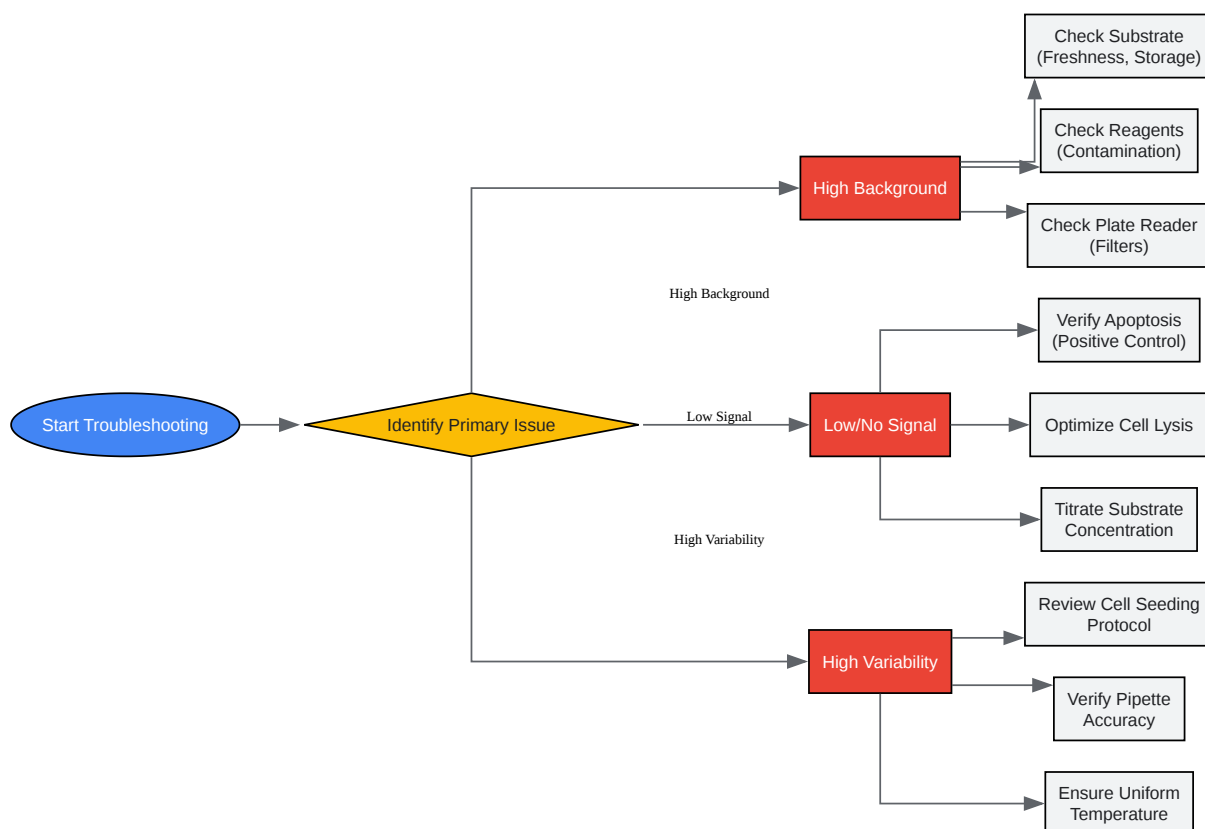 Check Substrate
(Freshness, Storage)
Check Reagents
(Contamination)
High Background
Check Plate Reader
(Filters)
High Background
Verify Apoptosis
(Positive Control)
Start Troubleshooting
Identify Primary Issue
Low Signal
Low/No Signal
Optimize Cell Lysis
Titrate Substrate
Concentration
High Variability
Review Cell Seeding
Protocol
High Variability
Verify Pipette
Accuracy
Ensure Uniform
Temperature